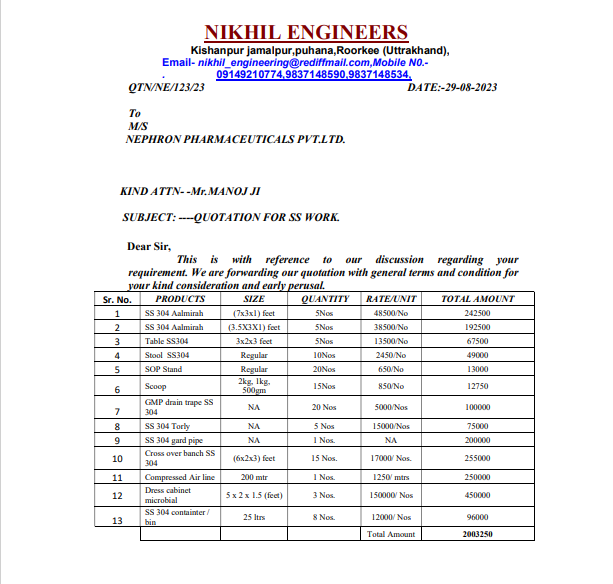 NIKHIL ENGINEERS
Kishanpur jamalpur,puhana,Roorkee (Uttrakhand),
Email- nikhil_engineering@rediffmail.com,Mobile N0.-
. 09149210774,9837148590,9837148534,
QTN/NE/123/23 DATE:-29-08-2023
To
M/S
NEPHRON PHARMACEUTICALS PVT.LTD.
KIND ATTN- -Mr.MANOJ JI
SUBJECT: ----QUOTATION FOR SS WORK.
Dear Sir,
This is with reference to our discussion regarding your
requirement. We are forwarding our quotation with general terms and condition for
your kind consideration and early perusal.
Sr. No. PRODUCTS SIZE QUANTITY RATE/UNIT TOTAL AMOUNT
1 SS 304 Aalmirah (7x3x1) feet 5Nos 48500/No 242500
2 SS 304 Aalmirah (3.5X3X1) feet 5Nos 38500/No 192500
3 Table SS304 3x2x3 feet 5Nos 13500/No 67500
4 Stool SS304 Regular 10Nos 2450/No 49000
5 SOP Stand Regular 20Nos 650/No 13000
6 Scoop 2kg, 1kg, 500gm 15Nos 850/No 12750
7 GMP drain trape SS 304 NA 20 Nos 5000/Nos 100000
8 SS 304 Torly NA 5 Nos 15000/Nos 75000
9 SS 304 gard pipe NA 1 Nos. NA 200000
10 Cross over banch SS 304 (6x2x3) feet 15 Nos. 17000/ Nos. 255000
11 Compressed Air line 200 mtr 1 Nos. 1250/ mtrs 250000
12 Dress cabinet microbial 5 x 2 x 1.5 (feet) 3 Nos. 150000/ Nos 450000
13 SS 304 containter / bin 25 ltrs 8 Nos. 12000/ Nos 96000
Total Amount 2003250